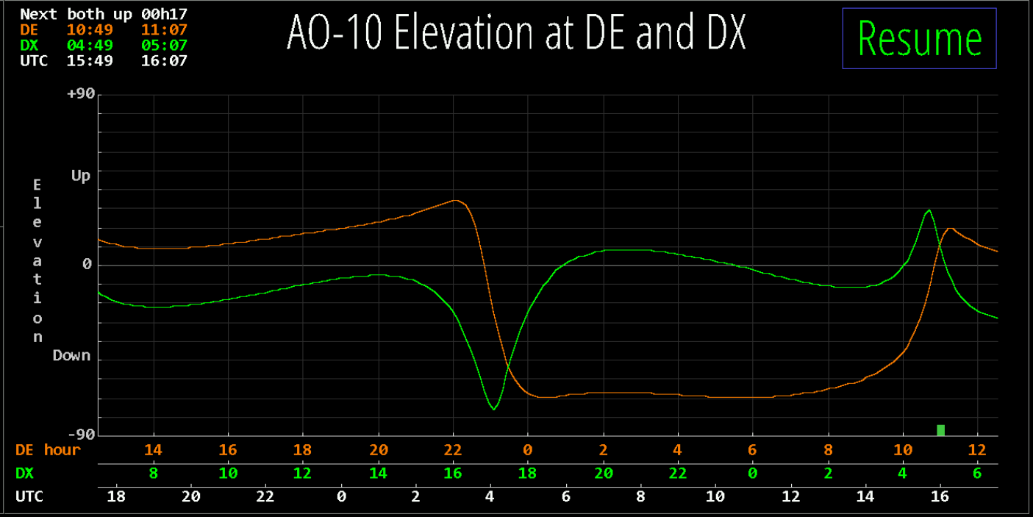 Next both up 00h17
DE 10:49 11:07
DX 04:49 05:07
UTC 15:49 16:07
AO-10 Elevation at DE and DX
Resume
+90
Up
0
Down
-90
Elevation
DE hour 14 16 18 20 22 0 2 4 6 8 10 12
DX 8 10 12 14 16 18 20 22 0 2 4 6
UTC 18 20 22 0 2 4 6 8 10 12 14 16